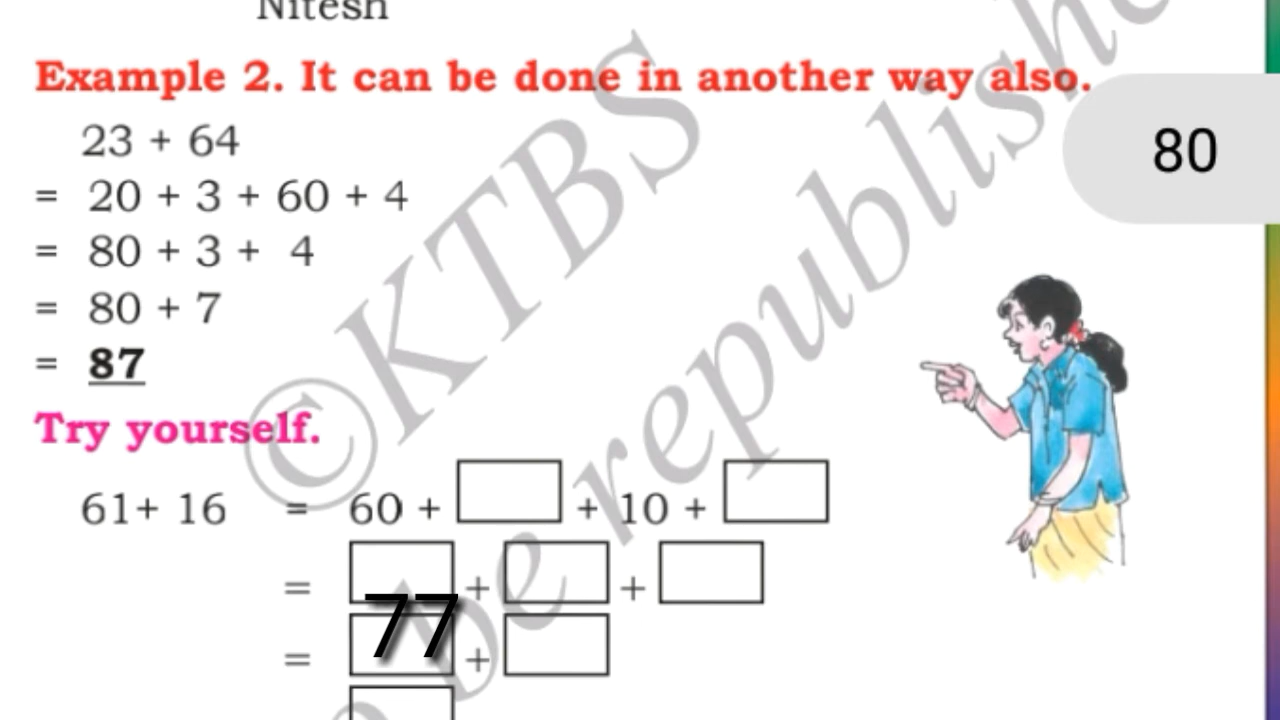 Nitesh
Example 2. It can be done in another way also.
80
23 + 64
= 20 + 3 + 60 + 4
= 80 + 3 + 4
= 80 + 7
= 87
Try yourself.
61+ 16 = 60 + + 10 +
= + +
77
= +
©KTBS
be republishe